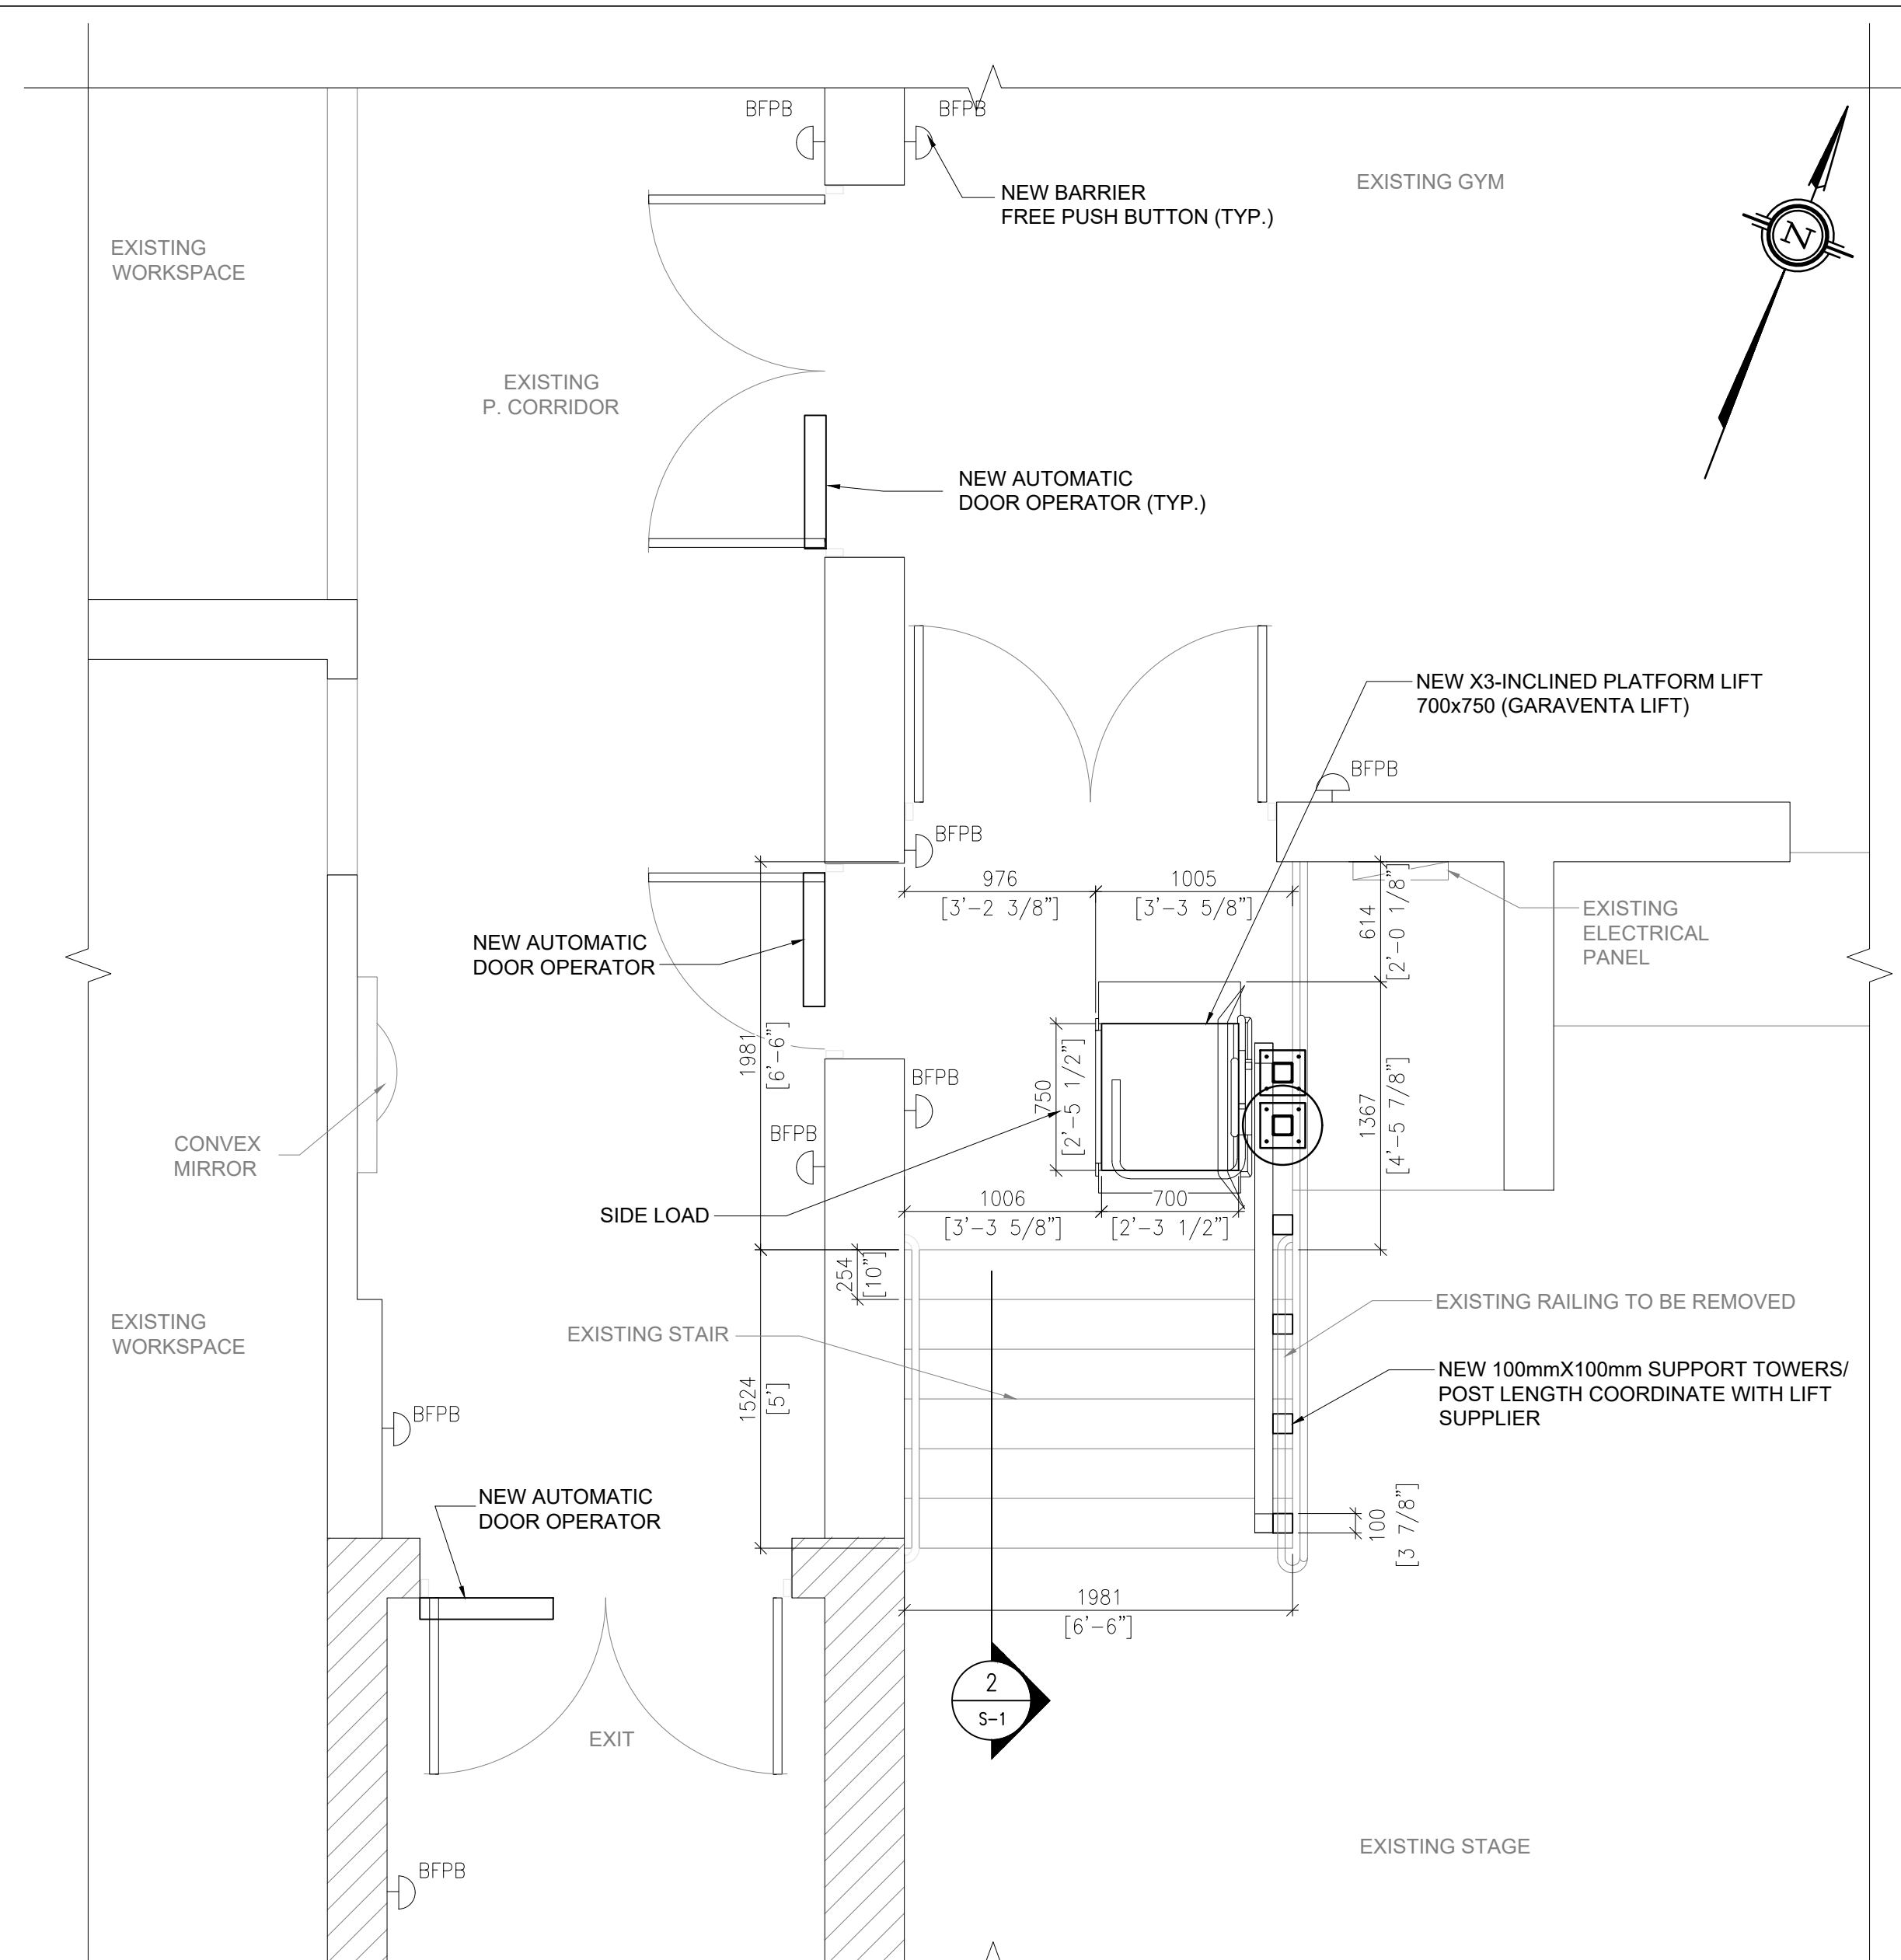 BFPB
BFPB
NEW BARRIER
FREE PUSH BUTTON (TYP.)
EXISTING GYM
N
EXISTING
WORKSPACE
EXISTING
P. CORRIDOR
NEW AUTOMATIC
DOOR OPERATOR (TYP.)
NEW X3-INCLINED PLATFORM LIFT
700x750 (GARAVENTA LIFT)
BFPB
BFPB
976
[3'-2 3/8"]
1005
[3'-3 5/8"]
614
[2'-0 1/8"]
EXISTING
ELECTRICAL
PANEL
NEW AUTOMATIC
DOOR OPERATOR
1981
[6'-6"]
750
[2'-5 1/2"]
1367
[4'-5 7/8"]
BFPB
BFPB
CONVEX
MIRROR
SIDE LOAD
1006
[3'-3 5/8"]
700
[2'-3 1/2"]
254
[10"]
EXISTING
WORKSPACE
EXISTING STAIR
EXISTING RAILING TO BE REMOVED
NEW 100mmX100mm SUPPORT TOWERS/
POST LENGTH COORDINATE WITH LIFT
SUPPLIER
1524
[5']
BFPB
NEW AUTOMATIC
DOOR OPERATOR
100
[3 7/8"]
1981
[6'-6"]
2
S-1
EXIT
EXISTING STAGE
BFPB